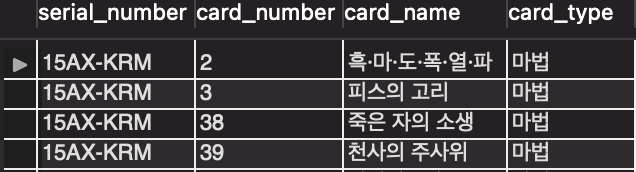 serial_number card_number card_name card_type
15AX-KRM 2 흑·마·도·폭·열·파 마법
15AX-KRM 3 피스의 고리 마법
15AX-KRM 38 죽은 자의 소생 마법
15AX-KRM 39 천사의 주사위 마법